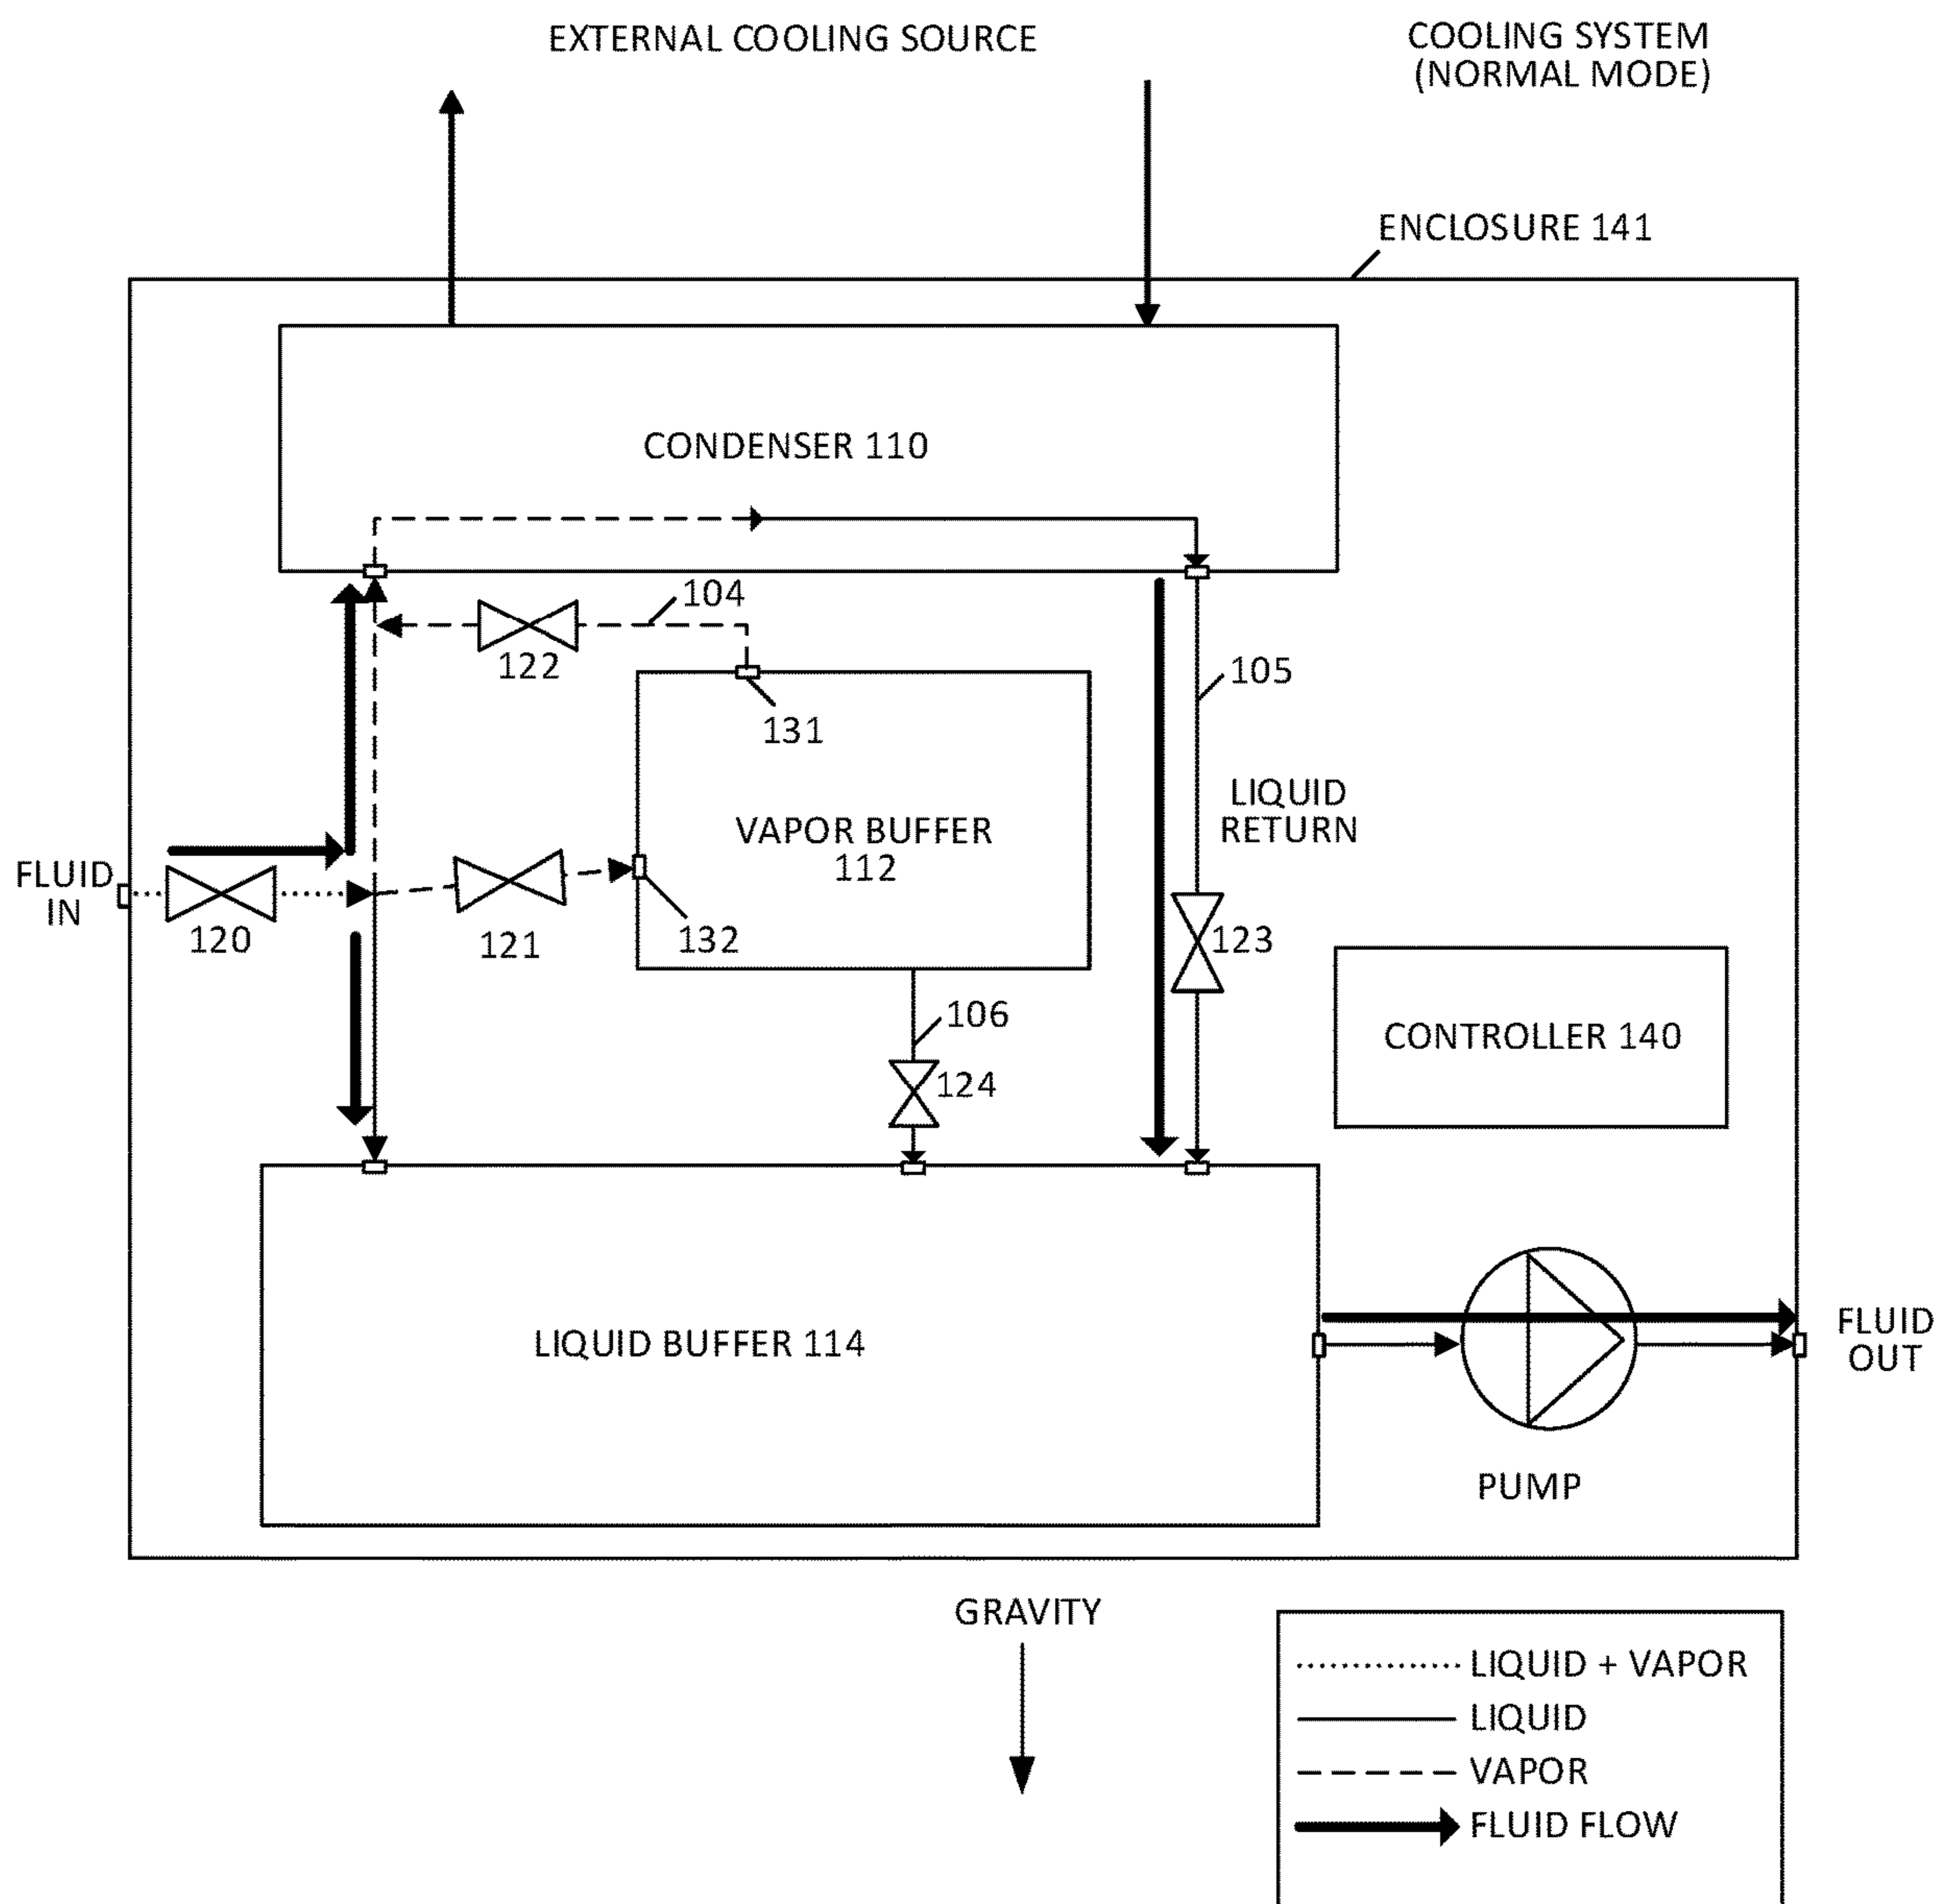 EXTERNAL COOLING SOURCE
COOLING SYSTEM
(NORMAL MODE)
ENCLOSURE 141
CONDENSER 110
104
122
131
105
LIQUID
RETURN
VAPOR BUFFER
112
FLUID
IN
120
121
132
123
106
124
CONTROLLER 140
LIQUID BUFFER 114
FLUID
OUT
PUMP
GRAVITY
LIQUID + VAPOR
LIQUID
VAPOR
FLUID FLOW